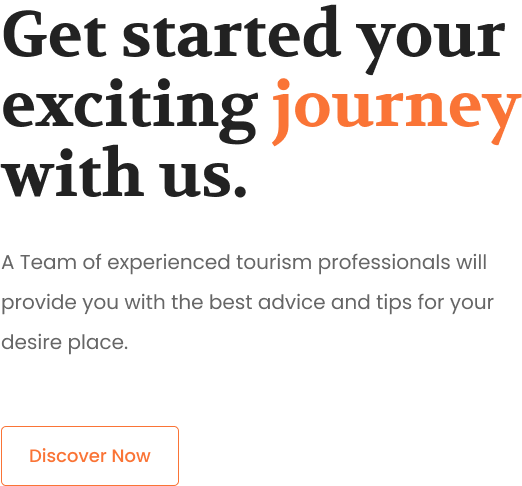 Get started your
exciting journey
with us.
A Team of experienced tourism professionals will
provide you with the best advice and tips for your
desire place.
Discover Now